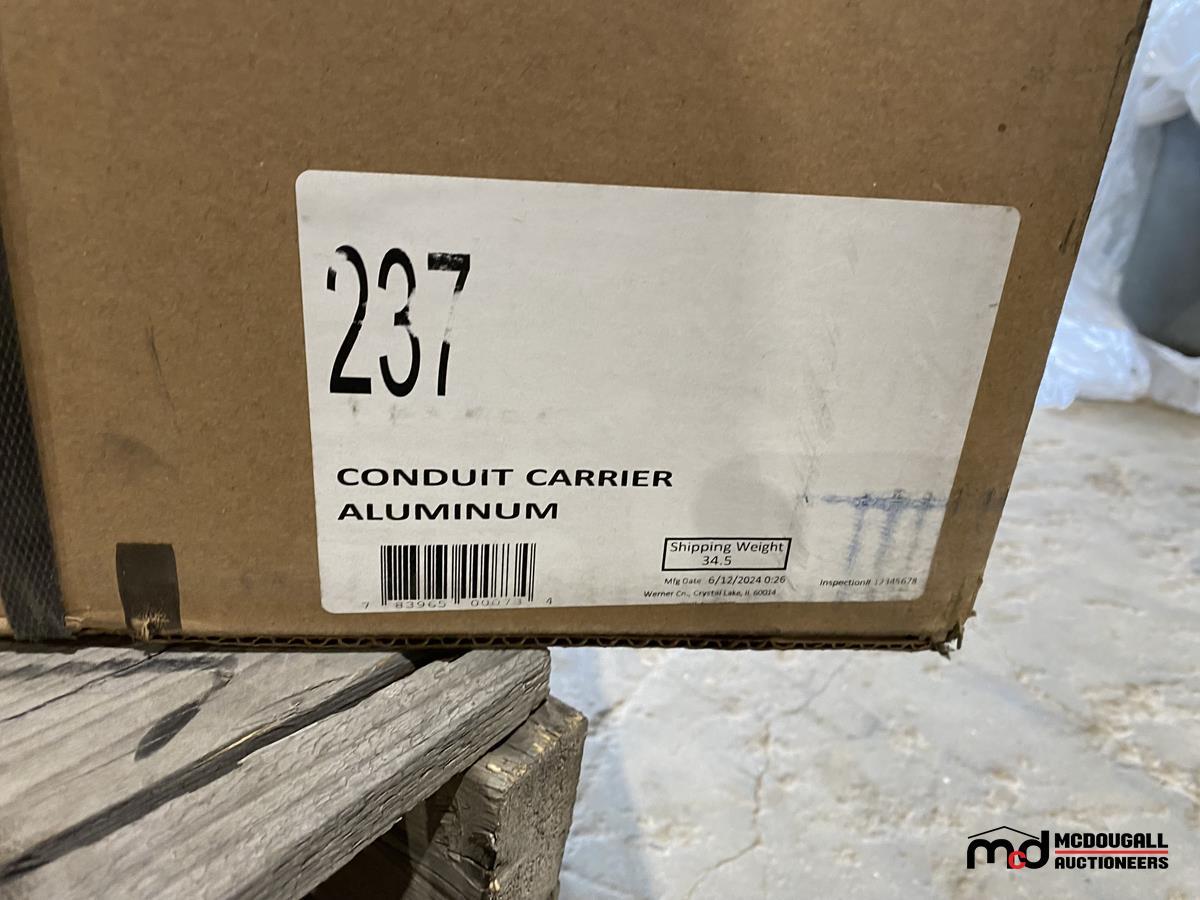 237
CONDUIT CARRIER
ALUMINUM
7 83965 00073 4
Shipping Weight
34.5
Mfg Date 6/12/2024 0:26
Inspection# 12345678
Werner Co., Crystal Lake, IL 60014
mcd
MCDOUGALL
AUCTIONEERS